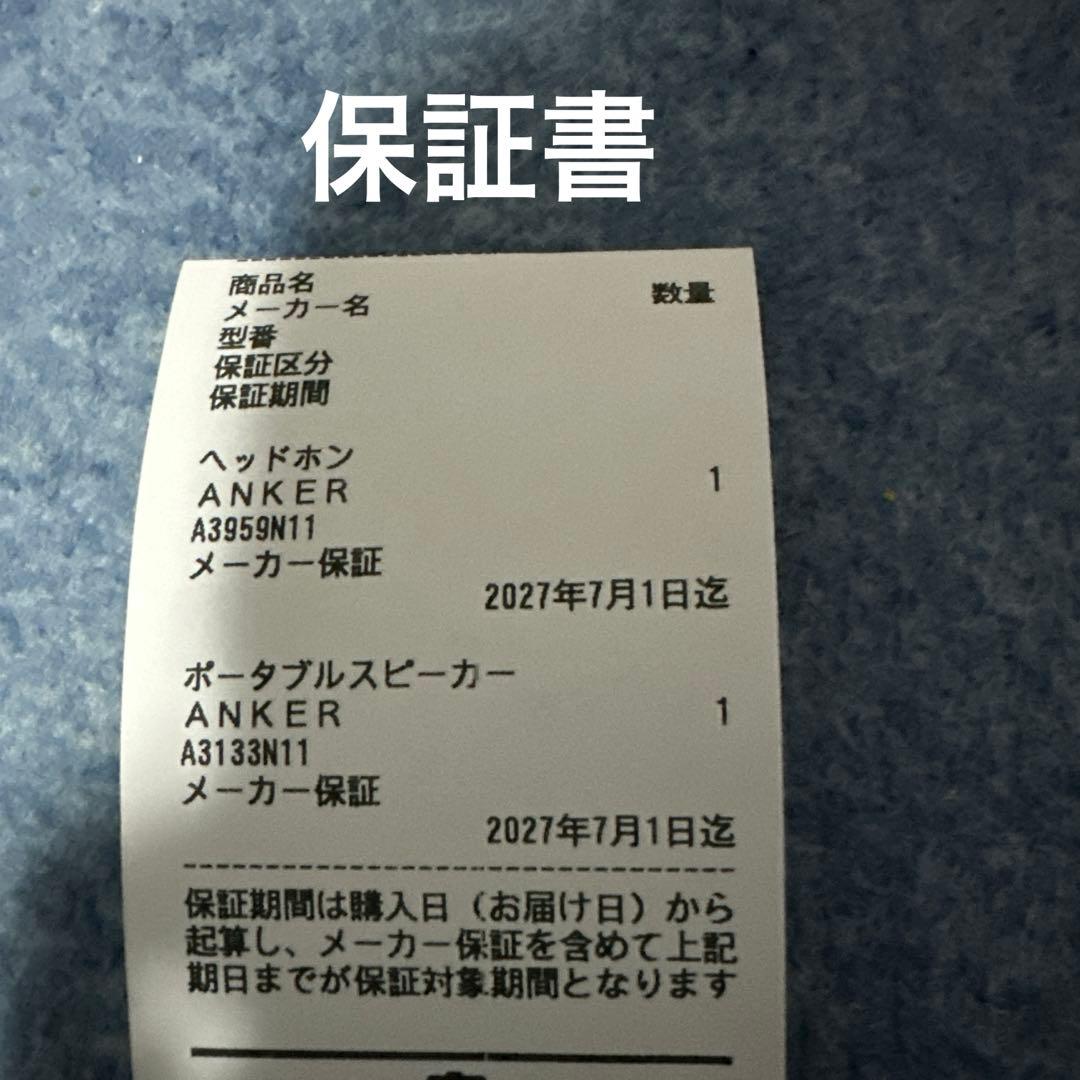 保証書
商品名
数量
メーカー名
型番
保証区分
保証期間
ヘッドホン
ANKER 1
A3959N11
メーカー保証
2027年7月1日迄
ポータブルスピーカー
ANKER 1
A3133N11
メーカー保証
2027年7月1日迄
保証期間は購入日（お届け日）から
起算し、メーカー保証を含めて上記
期日までが保証対象期間となります